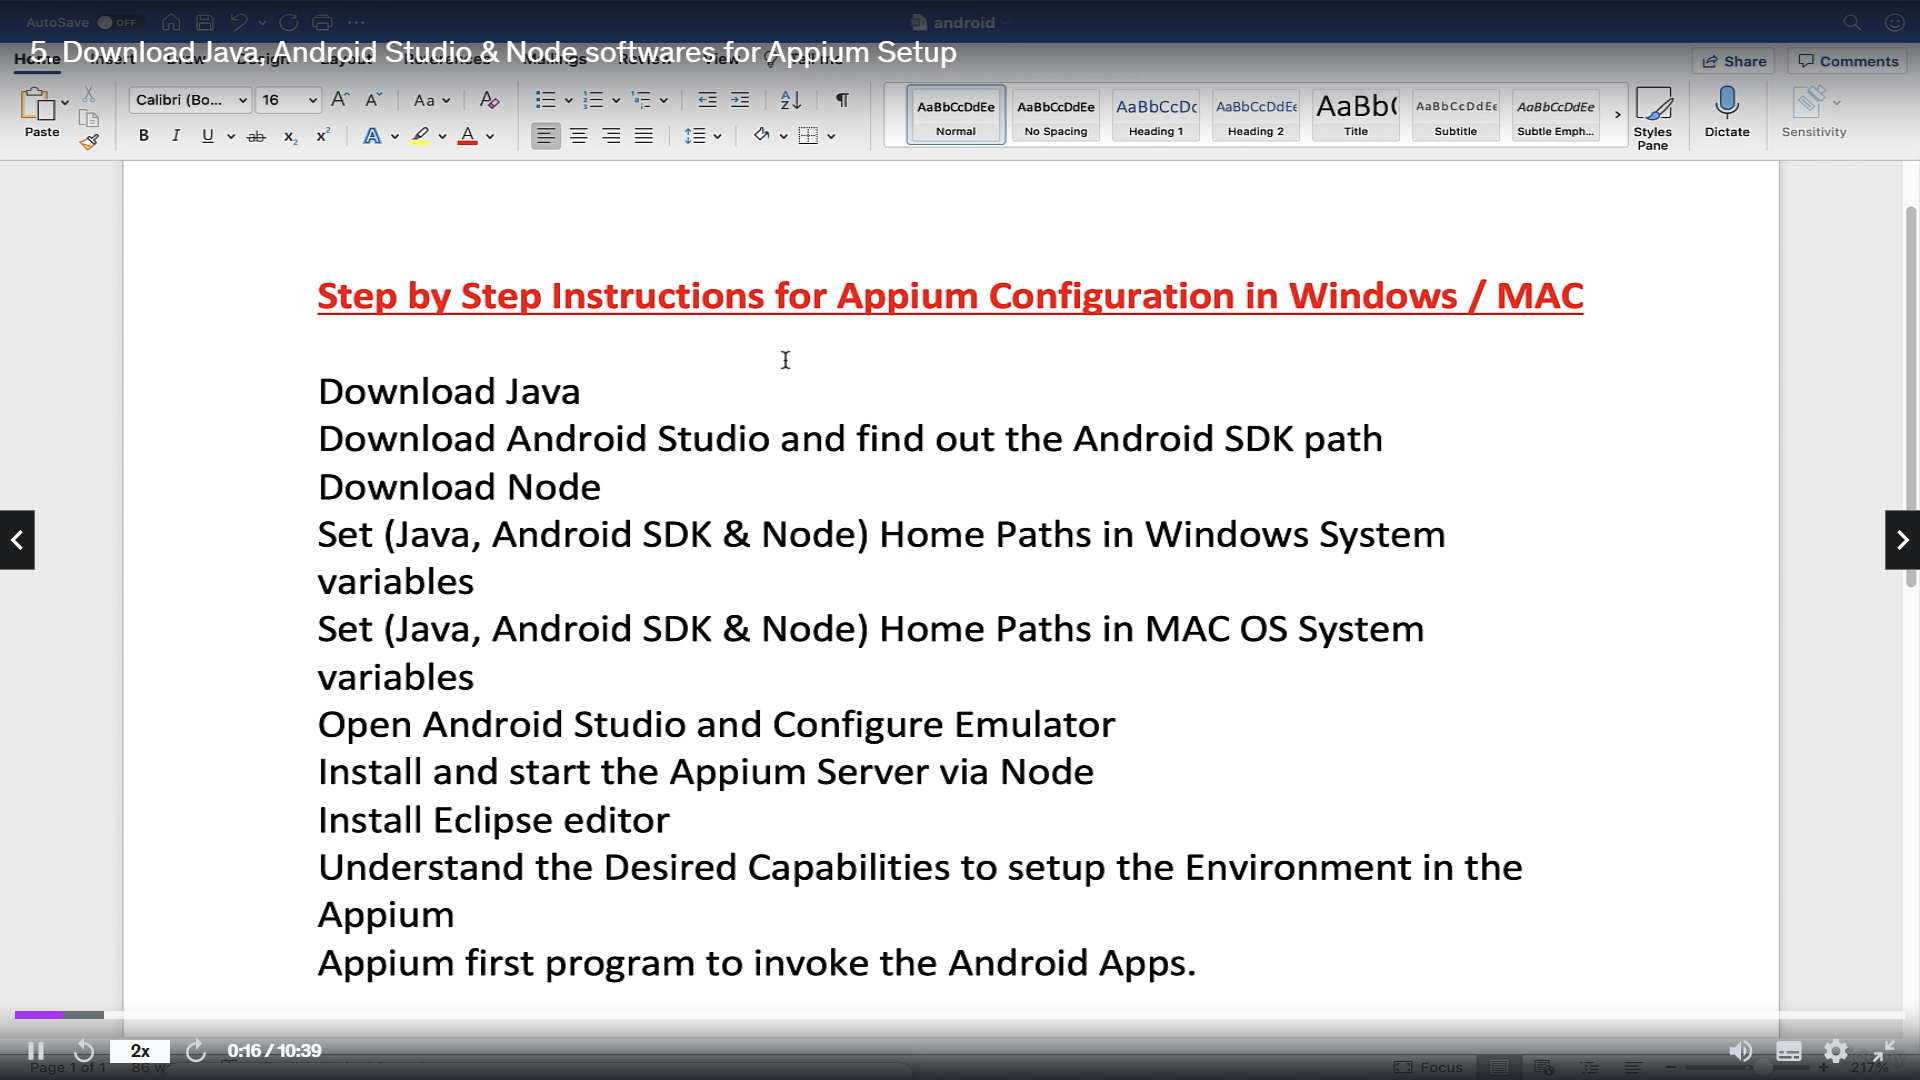 AutoSave OFF android
5. Download Java, Android Studio & Node softwares for Appium Setup
Share Comments
Paste
Calibri (Bo... 16
AaBbCcDdEe AaBbCcDdEe AaBbCcDc AaBbCcDdEe AaBb( AaBbCcDdEe AaBbCcDdEe
Normal No Spacing Heading 1 Heading 2 Title Subtitle Subtle Emph...
Styles Pane
Dictate Sensitivity
Step by Step Instructions for Appium Configuration in Windows / MAC
Download Java
Download Android Studio and find out the Android SDK path
Download Node
Set (Java, Android SDK & Node) Home Paths in Windows System
variables
Set (Java, Android SDK & Node) Home Paths in MAC OS System
variables
Open Android Studio and Configure Emulator
Install and start the Appium Server via Node
Install Eclipse editor
Understand the Desired Capabilities to setup the Environment in the
Appium
Appium first program to invoke the Android Apps.
2x 0:16 / 10:39
Page 1 of 1 86 Focus 217%